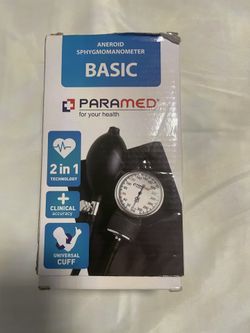 ANEROID
SPHYGMOMANOMETER
BASIC
PARAMED
for your health
2 in 1
TECHNOLOGY
CLINICAL
accuracy
UNIVERSAL
CUFF